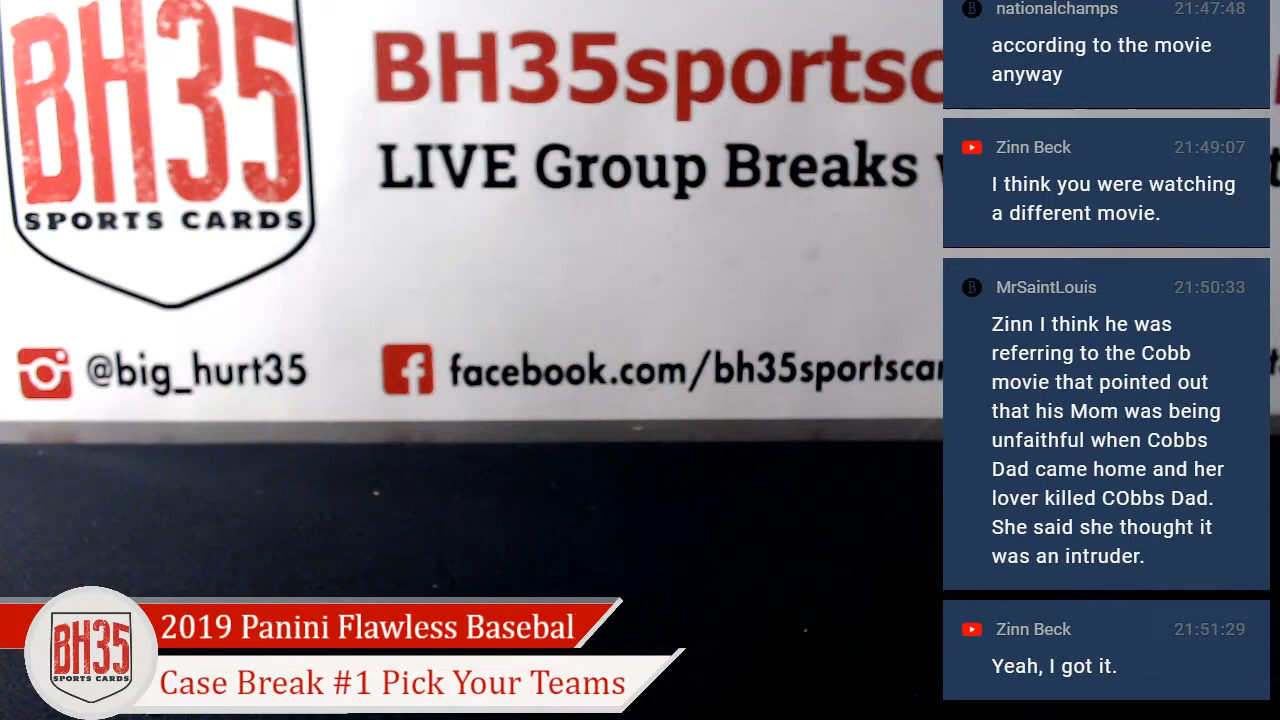 BH35
SPORTS CARDS
BH35sportsc
LIVE Group Breaks
@big_hurt35
facebook.com/bh35sportscar
2019 Panini Flawless Basebal
Case Break #1 Pick Your Teams
BH35
SPORTS CARDS
nationalchamps 21:47:48
according to the movie
anyway
Zinn Beck 21:49:07
I think you were watching
a different movie.
MrSaintLouis 21:50:33
Zinn I think he was
referring to the Cobb
movie that pointed out
that his Mom was being
unfaithful when Cobbs
Dad came home and her
lover killed CObbs Dad.
She said she thought it
was an intruder.
Zinn Beck 21:51:29
Yeah, I got it.